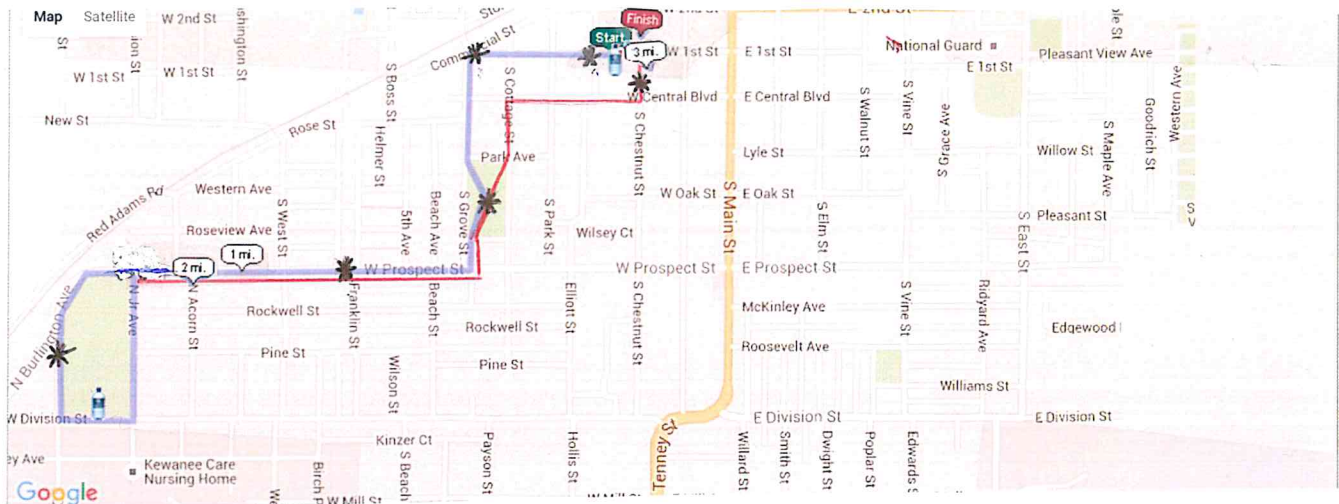 Map
Satellite
W 2nd St
W 1st St
W 1st St
New St
Rose St
Western Ave
Red Adams Rd
Roseview Ave
Commercial St
S Boss St
Helmer St
S Cottage St
Start
Finish
3 mi.
W 1st St
E 1st St
E 2nd St
W Central Blvd
E Central Blvd
Park Ave
S Chestnut St
Lyle St
W Oak St
E Oak St
S Main St
S West St
5th Ave
Beach Ave
S Grove St
S Park St
Wilsey Ct
W Prospect St
W Prospect St
E Prospect St
1 mi.
2 mi.
N Burlington Ave
N Jr Ave
N Acorn St
Rockwell St
Franklin St
Beach St
Rockwell St
Elliott St
S Chestnut St
McKinley Ave
Roosevelt Ave
Pine St
Pine St
Wilson St
W Division St
E Division St
E Division St
Kinzer Ct
S Beach
Payson St
Hollis St
Tenney St
Willard St
Smith St
Dwight St
Poplar St
Edwards S
Kewanee Care
Nursing Home
Birch P
W Mill St
Google
National Guard
E 1st St
Pleasant View Ave
S Walnut St
S Vine St
S Grace Ave
Willow St
S Maple Ave
Goodrich St
Western Ave
Pleasant St
S Elm St
S East St
S Vine St
Ridyard Ave
Edgewood
Williams St